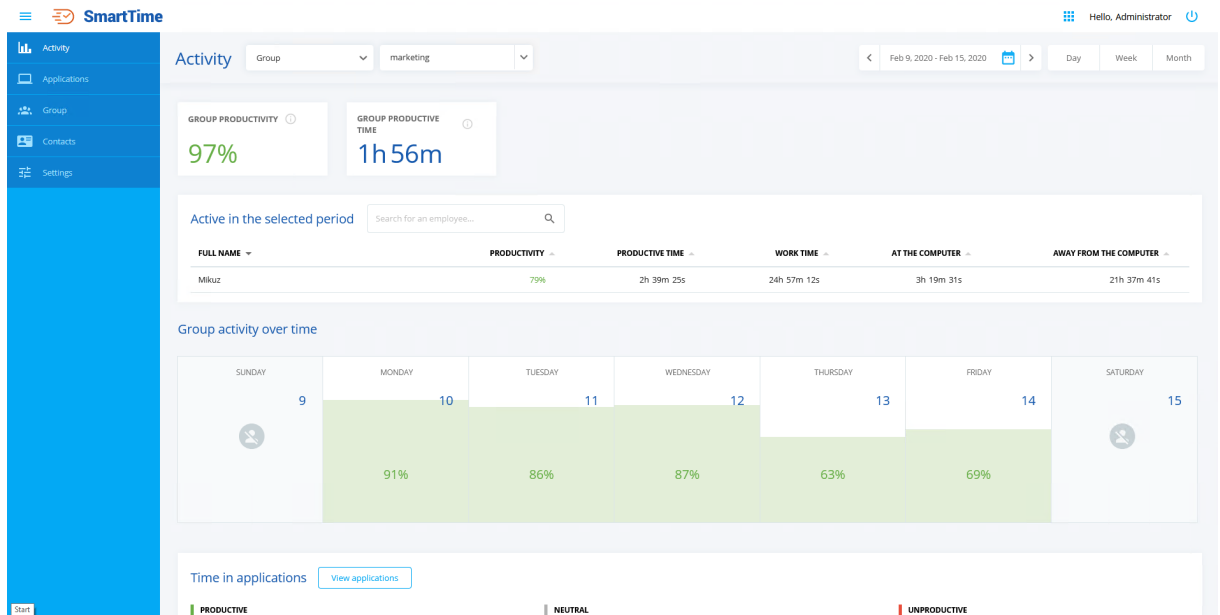 SmartTime
Hello, Administrator
Activity
Applications
Group
Contacts
Settings
Activity
Group
marketing
Feb 9, 2020 - Feb 15, 2020
Day
Week
Month
GROUP PRODUCTIVITY
97%
GROUP PRODUCTIVE
TIME
1h 56m
Active in the selected period
Search for an employee...
FULL NAME PRODUCTIVITY PRODUCTIVE TIME WORK TIME AT THE COMPUTER AWAY FROM THE COMPUTER
Mikuz 79% 2h 39m 25s 24h 57m 12s 3h 19m 31s 21h 37m 41s
Group activity over time
SUNDAY MONDAY TUESDAY WEDNESDAY THURSDAY FRIDAY SATURDAY
9 10 11 12 13 14 15
91% 86% 87% 63% 69%
Time in applications
View applications
PRODUCTIVE NEUTRAL UNPRODUCTIVE
Start